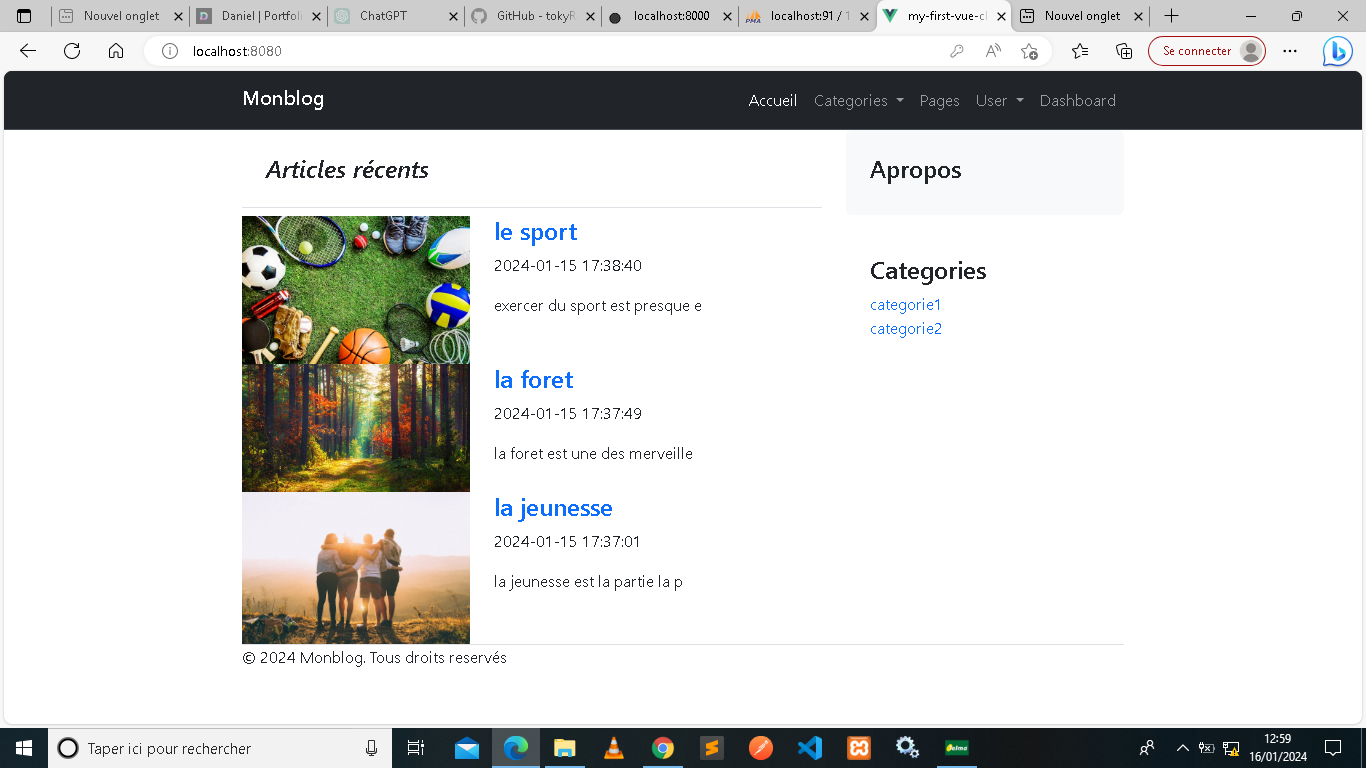 Nouvel onglet
Daniel | Portfoli
ChatGPT
GitHub - tokyR
localhost:8000
localhost:91 / 1
my-first-vue-cl
Nouvel onglet
localhost:8080
Se connecter
Monblog
Accueil
Categories
Pages
User
Dashboard
Articles récents
le sport
2024-01-15 17:38:40
exercer du sport est presque e
la foret
2024-01-15 17:37:49
la foret est une des merveille
la jeunesse
2024-01-15 17:37:01
la jeunesse est la partie la p
Apropos
Categories
categorie1
categorie2
© 2024 Monblog. Tous droits reservés
Taper ici pour rechercher
12:59
16/01/2024